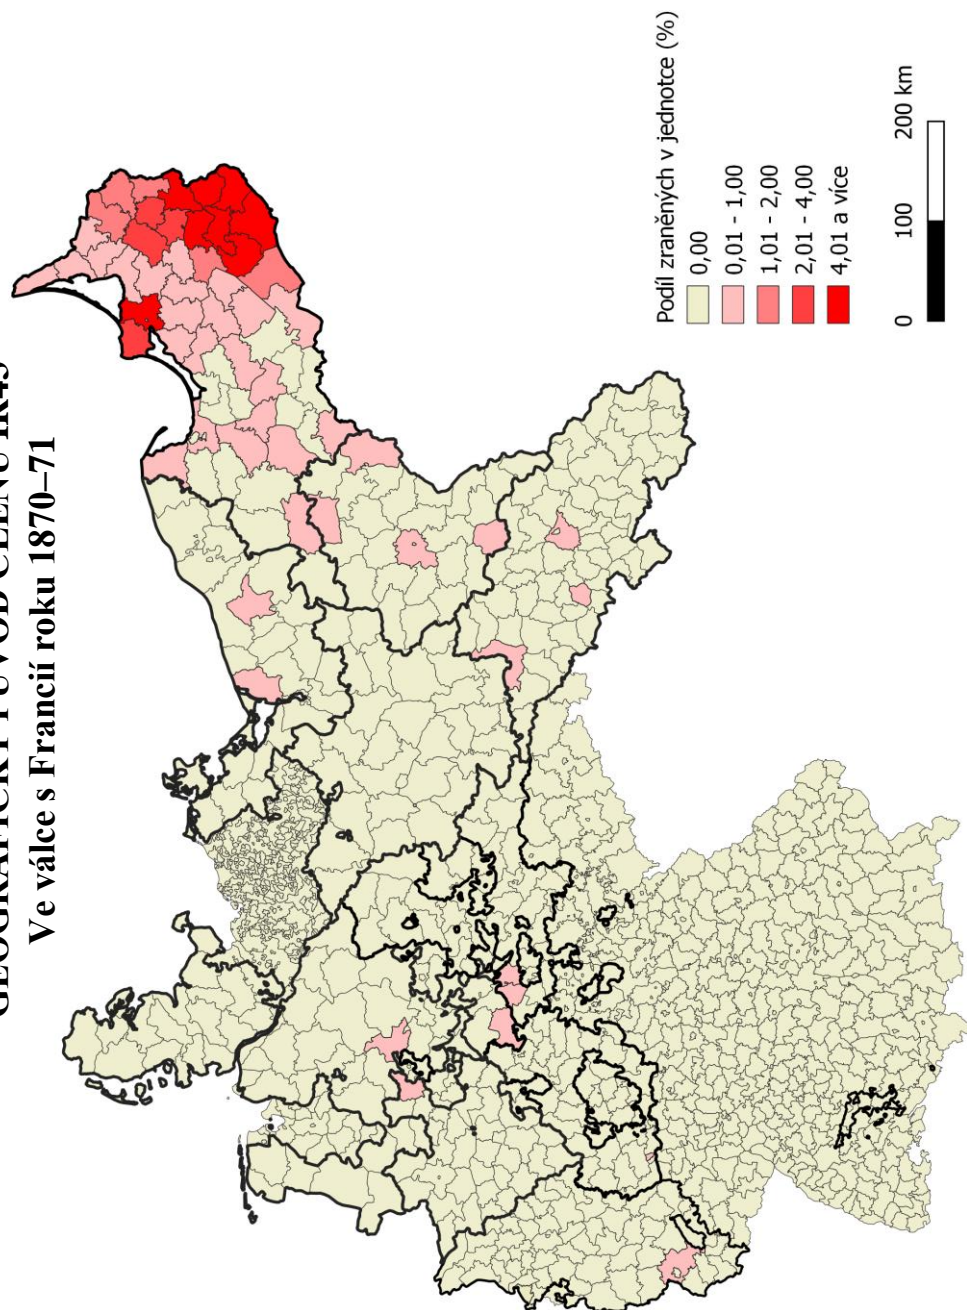 GEOGRAFICKÝ PŮVOD ČLENŮ
Ve válce s Francií roku 1870–71
Podíl zraněných v jednotce (%)
0,00
0,01 - 1,00
1,01 - 2,00
2,01 - 4,00
4,01 a více
0 100 200 km